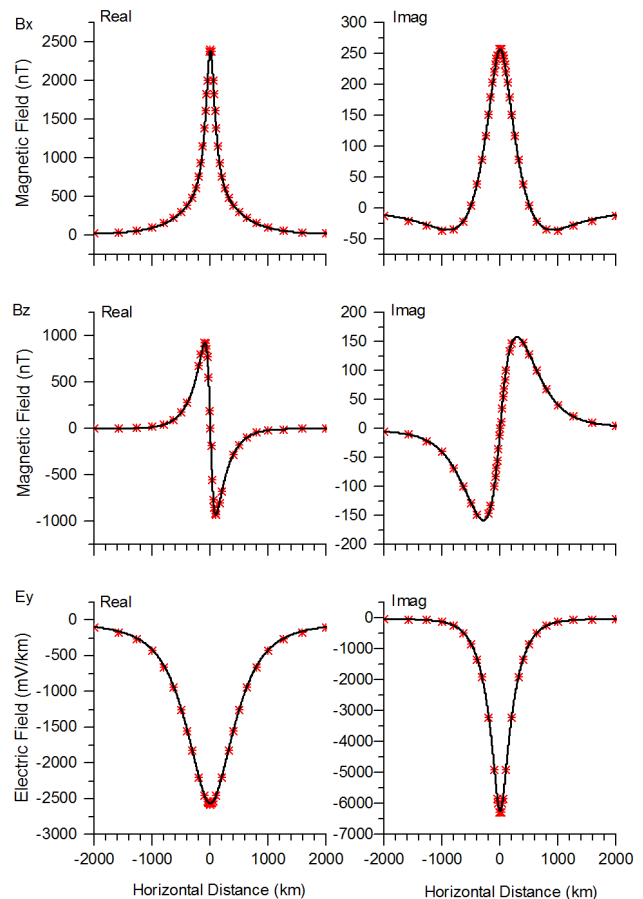 Bx
Real
Imag
Magnetic Field (nT)
2500
2000
1500
1000
500
0
300
250
200
150
100
50
0
-50
Bz
Real
Imag
Magnetic Field (nT)
1000
500
0
-500
-1000
200
150
100
50
0
-50
-100
-150
-200
Ey
Real
Imag
Electric Field (mV/km)
0
-500
-1000
-1500
-2000
-2500
-3000
0
-1000
-2000
-3000
-4000
-5000
-6000
-7000
-2000 -1000 0 1000 2000
-2000 -1000 0 1000 2000
Horizontal Distance (km)
Horizontal Distance (km)